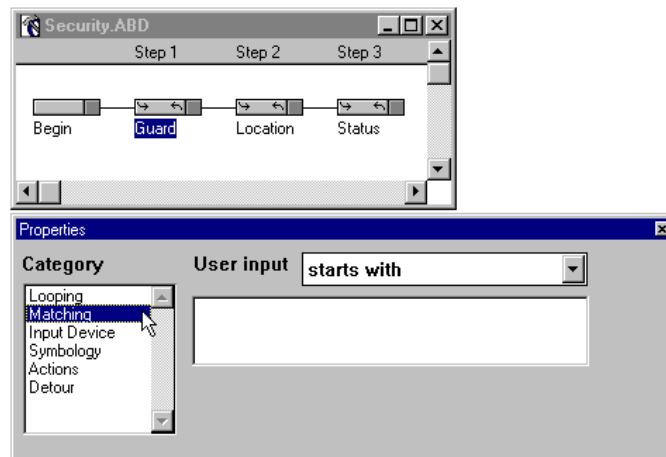 Security.ABD
Step 1 Step 2 Step 3
Begin Guard Location Status
Properties
Category User input starts with
Looping
Matching
Input Device
Symbology
Actions
Detour